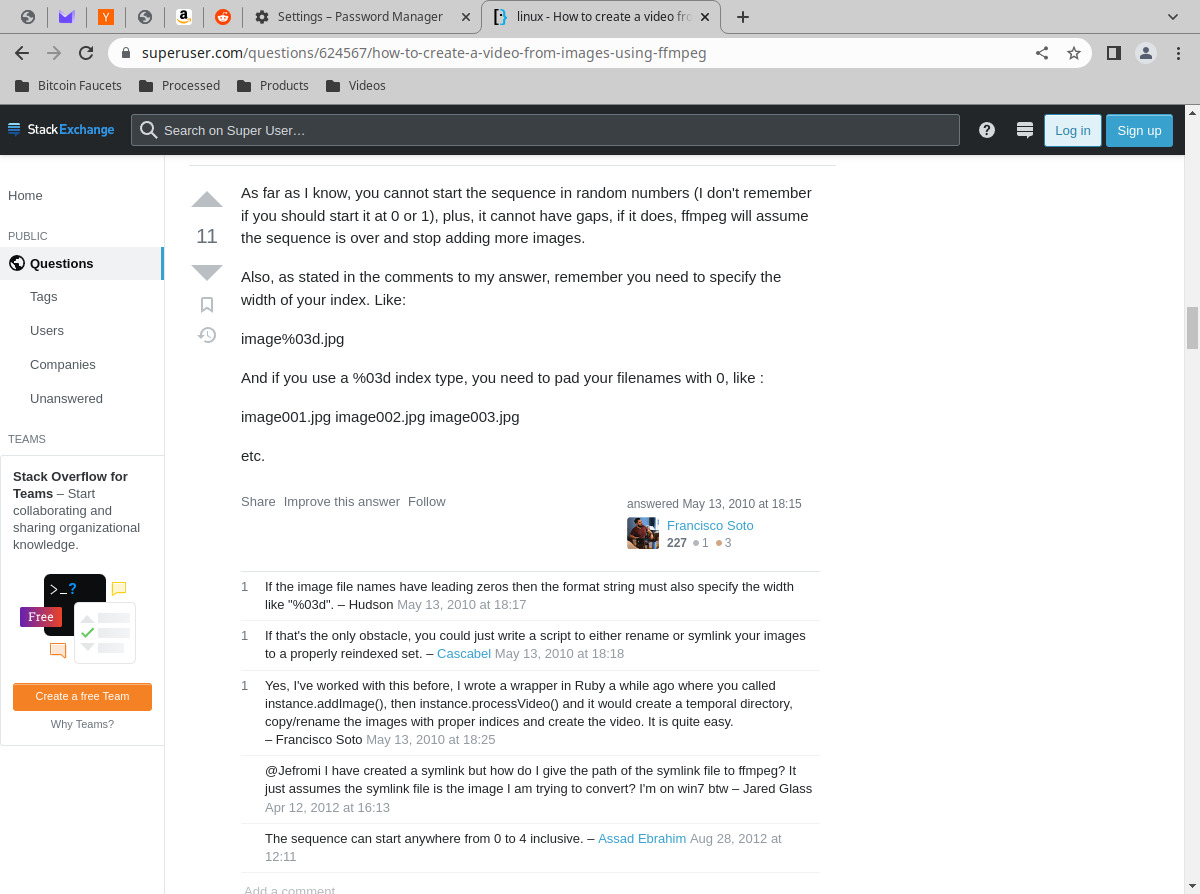 Y
a
Settings – Password Manager
linux - How to create a video fro
superuser.com/questions/624567/how-to-create-a-video-from-images-using-ffmpeg
Bitcoin Faucets
Processed
Products
Videos
StackExchange
Search on Super User…
?
Log in
Sign up
Home
PUBLIC
Questions
Tags
Users
Companies
Unanswered
TEAMS
Stack Overflow for
Teams – Start
collaborating and
sharing organizational
knowledge.
>_?
Free
Create a free Team
Why Teams?
11
As far as I know, you cannot start the sequence in random numbers (I don't remember
if you should start it at 0 or 1), plus, it cannot have gaps, if it does, ffmpeg will assume
the sequence is over and stop adding more images.
Also, as stated in the comments to my answer, remember you need to specify the
width of your index. Like:
image%03d.jpg
And if you use a %03d index type, you need to pad your filenames with 0, like :
image001.jpg image002.jpg image003.jpg
etc.
Share Improve this answer Follow
answered May 13, 2010 at 18:15
Francisco Soto
227 ●1 ●3
1 If the image file names have leading zeros then the format string must also specify the width
like "%03d". – Hudson May 13, 2010 at 18:17
1 If that's the only obstacle, you could just write a script to either rename or symlink your images
to a properly reindexed set. – Cascabel May 13, 2010 at 18:18
1 Yes, I've worked with this before, I wrote a wrapper in Ruby a while ago where you called
instance.addImage(), then instance.processVideo() and it would create a temporal directory,
copy/rename the images with proper indices and create the video. It is quite easy.
– Francisco Soto May 13, 2010 at 18:25
@Jefromi I have created a symlink but how do I give the path of the symlink file to ffmpeg? It
just assumes the symlink file is the image I am trying to convert? I'm on win7 btw – Jared Glass
Apr 12, 2012 at 16:13
The sequence can start anywhere from 0 to 4 inclusive. – Assad Ebrahim Aug 28, 2012 at
12:11
Add a comment